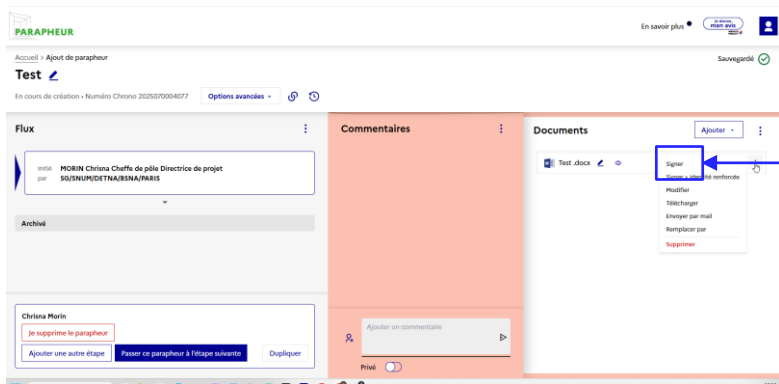 PARAPHEUR
En savoir plus
Je donne
mon avis
Accueil > Ajout de parapheur
Sauvegardé
Test
En cours de création • Numéro Chrono 2025070004077
Options avancées
Flux
Initié par
MORIN Chrisna Cheffe de pôle Directrice de projet
SG/SNUM/DETNA/BSNA/PARIS
Archivé
Chrisna Morin
Je supprime le parapheur
Ajouter une autre étape
Passer ce parapheur à l'étape suivante
Dupliquer
Commentaires
Ajouter un commentaire
Privé
Documents
Ajouter
Test .docx
Signer
Signer + identité renforcée
Modifier
Télécharger
Envoyer par mail
Remplacer par
Supprimer